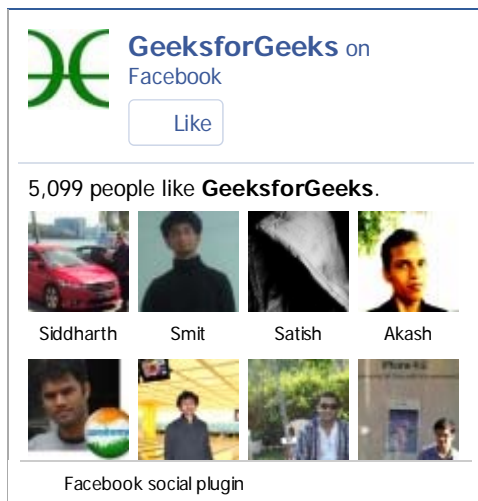 GeeksforGeeks on
Facebook
Like
5,099 people like GeeksforGeeks.
Siddharth Smit Satish Akash
Facebook social plugin